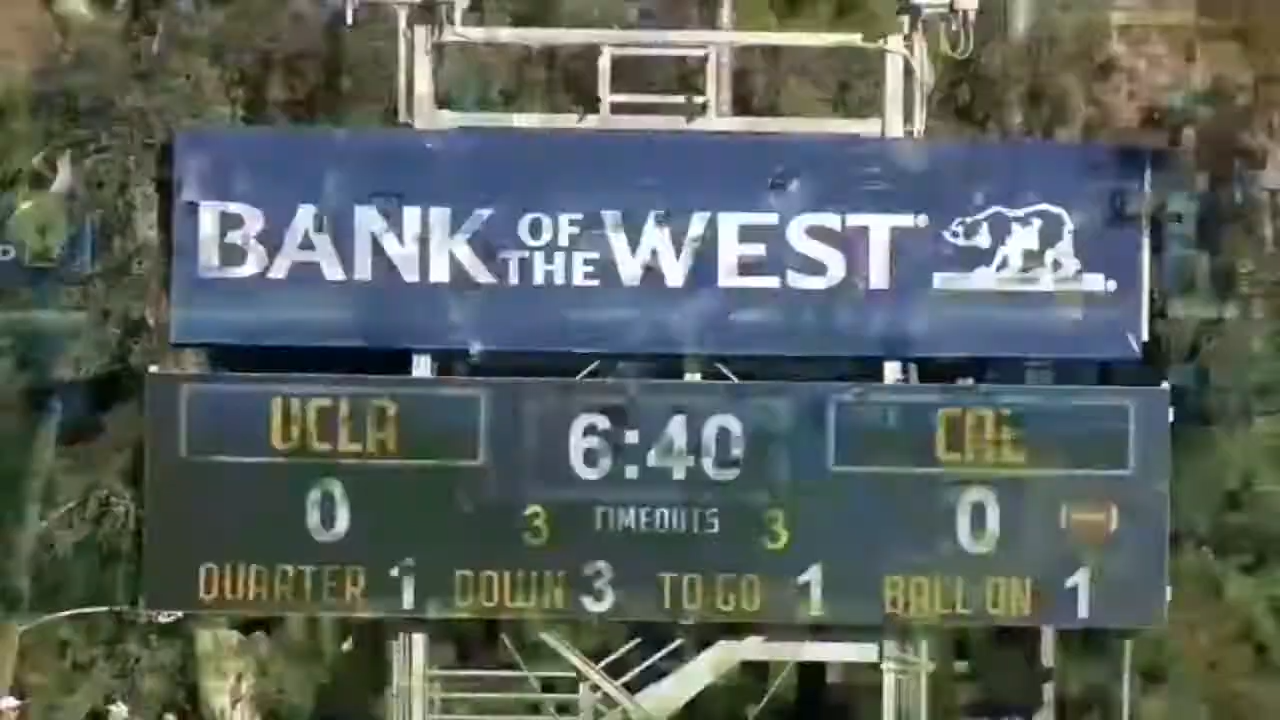 BANK OF THE WEST
UCLA 6:40 CAL
0 3 TIMEOUTS 3 0
QUARTER 1 DOWN 3 TO GO 1 BALL ON 1